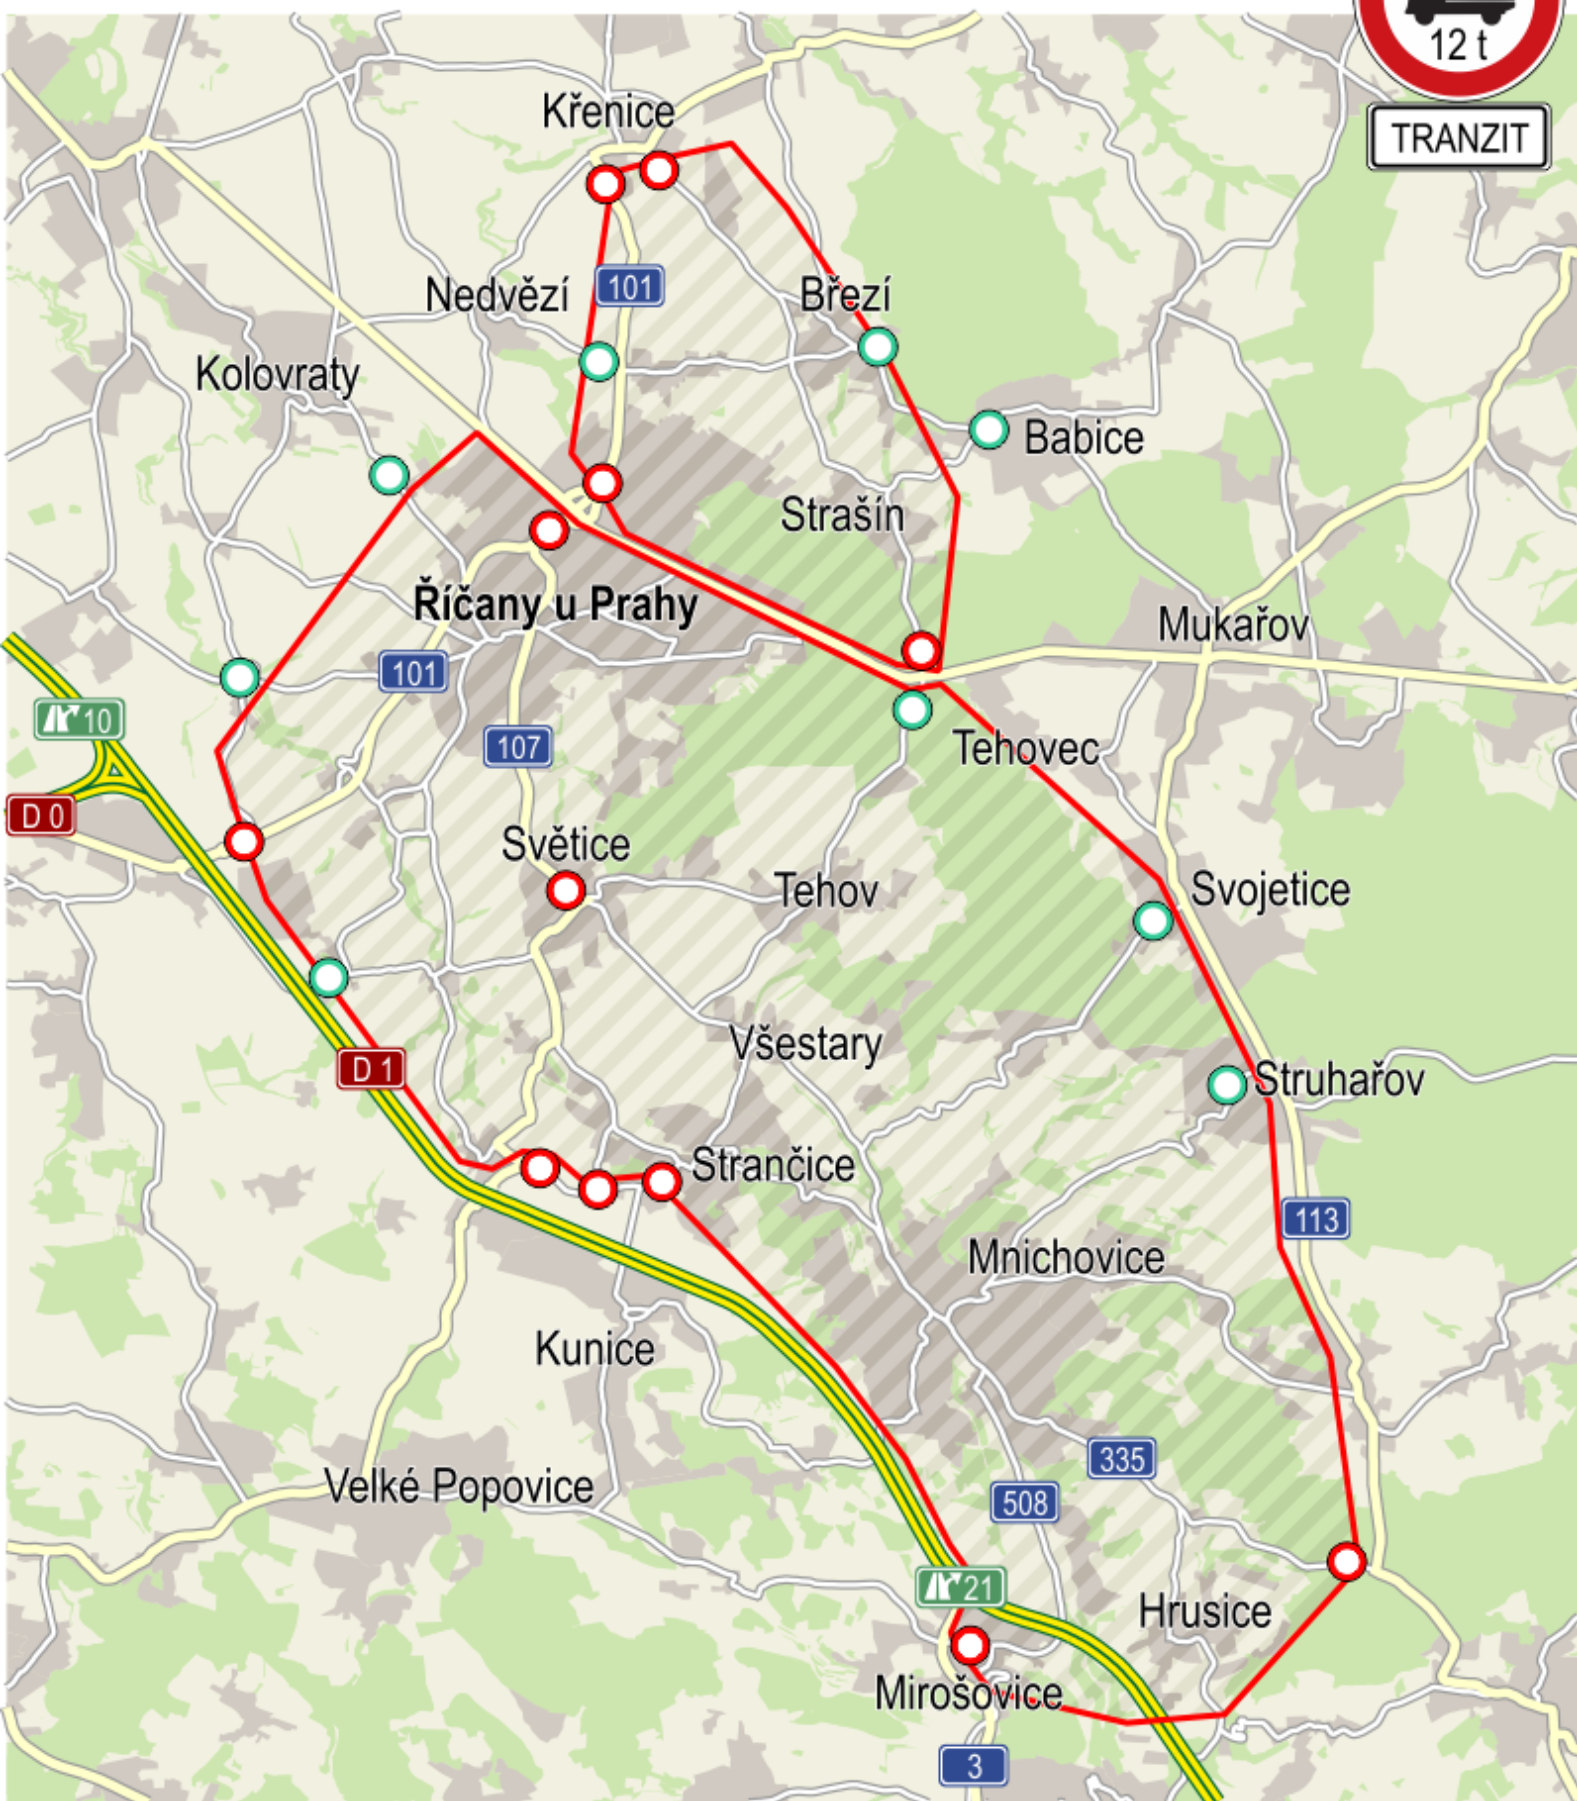 12 t
TRANZIT
Křenice
Nedvězí
101
Březí
Kolovraty
Babice
Strašín
Říčany u Prahy
Mukařov
101
10
107
Tehovec
D 0
Světice
Tehov
Svojetice
Všestary
D 1
Struhařov
Strančice
113
Mnichovice
Kunice
335
Velké Popovice
508
21
Hrusice
Mirošovice
3